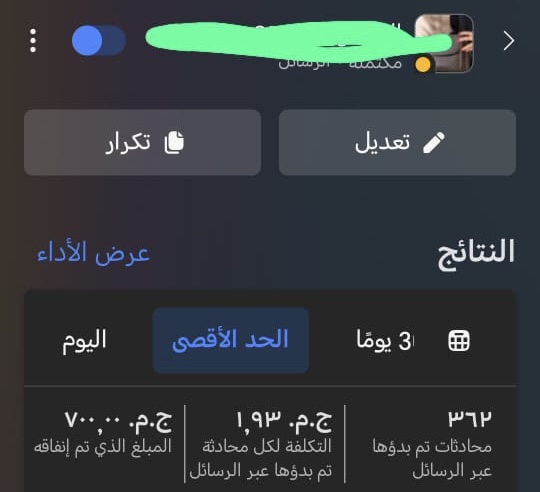 مكتملة • الرسائل
تعديل
تكرار
النتائج
عرض الأداء
3 يومًا
الحد الأقصى
اليوم
٣٦٢
محادثات تم بدؤها
عبر الرسائل
ج.م. ١,٩٣
التكلفة لكل محادثة
تم بدؤها عبر الرسائل
ج.م. ٧٠٠,٠٠
المبلغ الذي تم إنفاقه